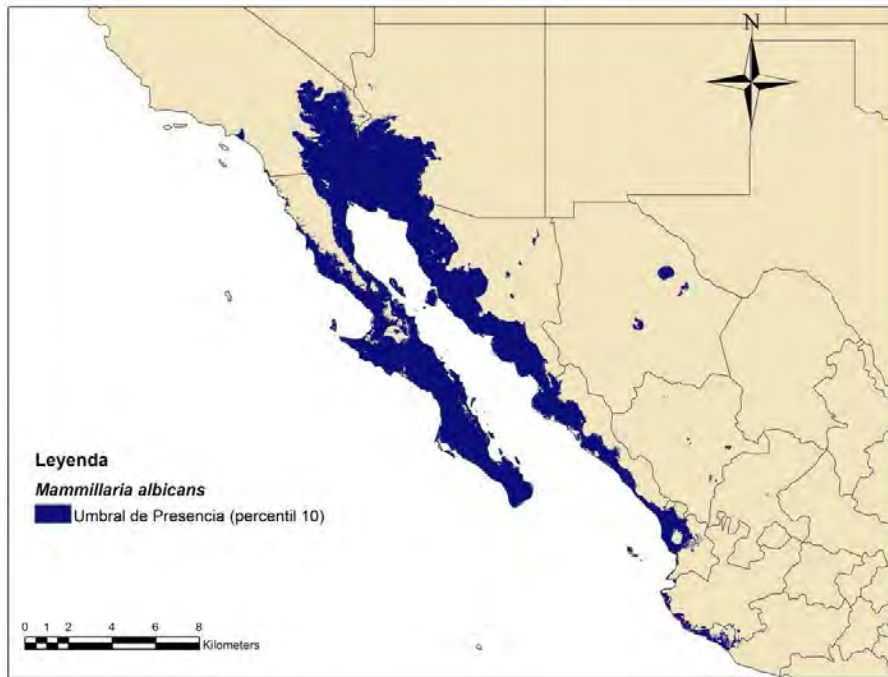 N
Leyenda
Mammillaria albicans
Umbral de Presencia (percentil 10)
0 1 2 4 6 8
Kilometers